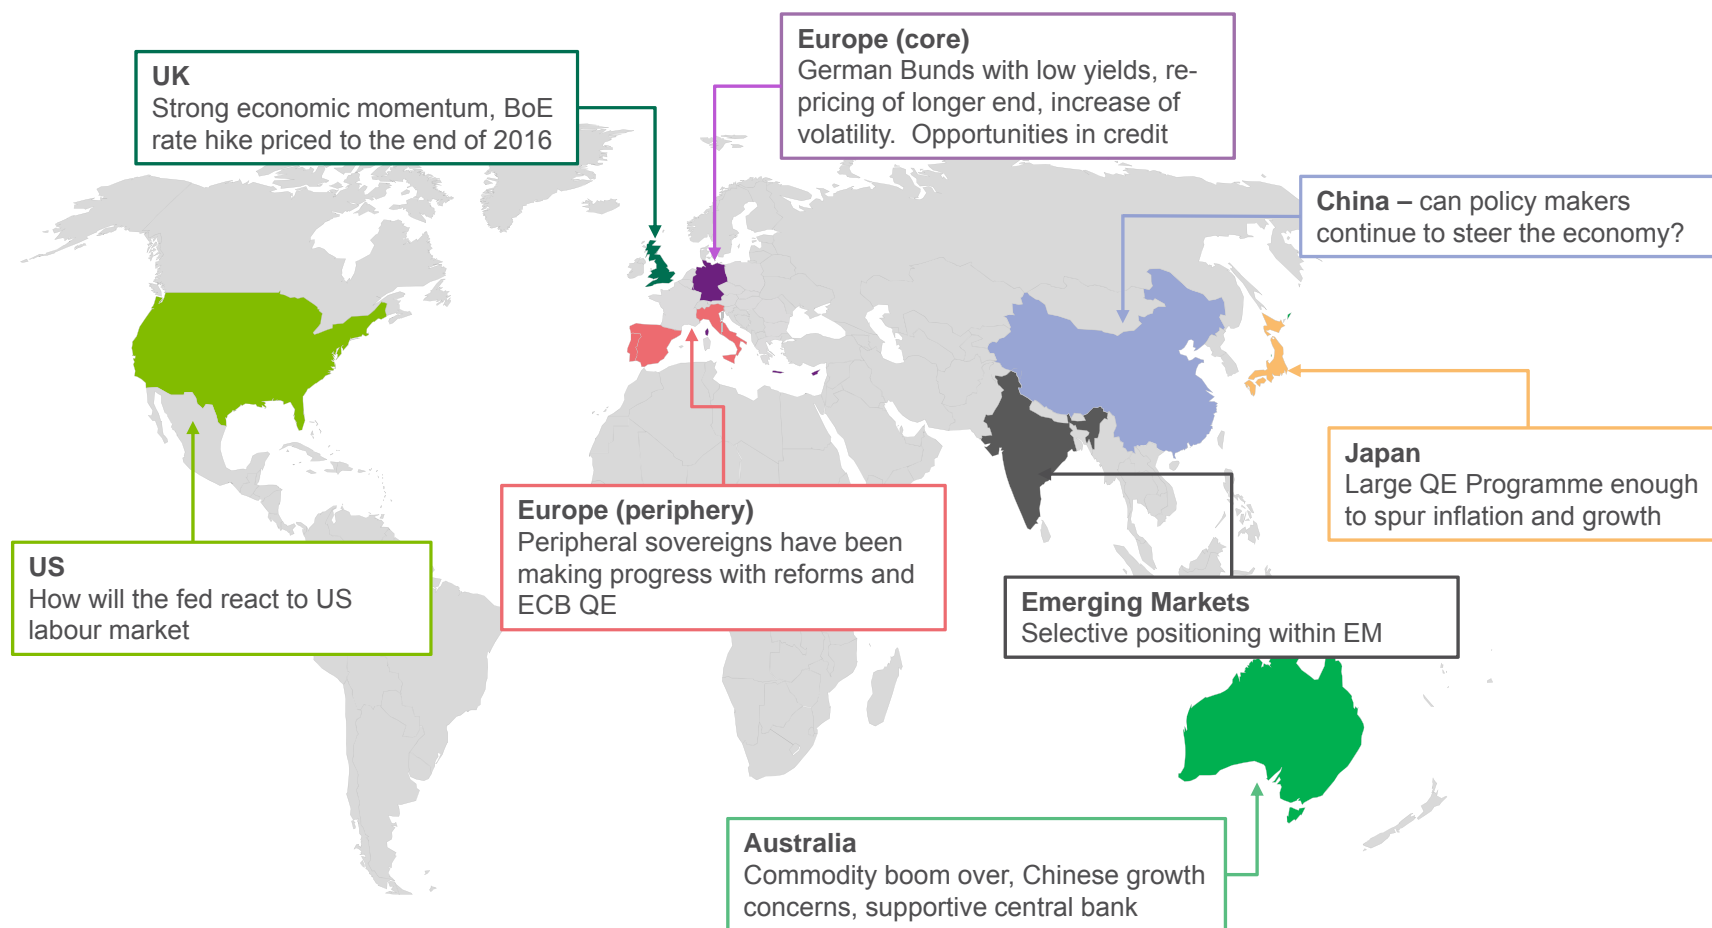 UK
Strong economic momentum, BoE
rate hike priced to the end of 2016
Europe (core)
German Bunds with low yields, re-
pricing of longer end, increase of
volatility.  Opportunities in credit
China – can policy makers
continue to steer the economy?
Japan
Large QE Programme enough
to spur inflation and growth
Europe (periphery)
Peripheral sovereigns have been
making progress with reforms and
ECB QE
US
How will the fed react to US
labour market
Emerging Markets
Selective positioning within EM
Australia
Commodity boom over, Chinese growth
concerns, supportive central bank